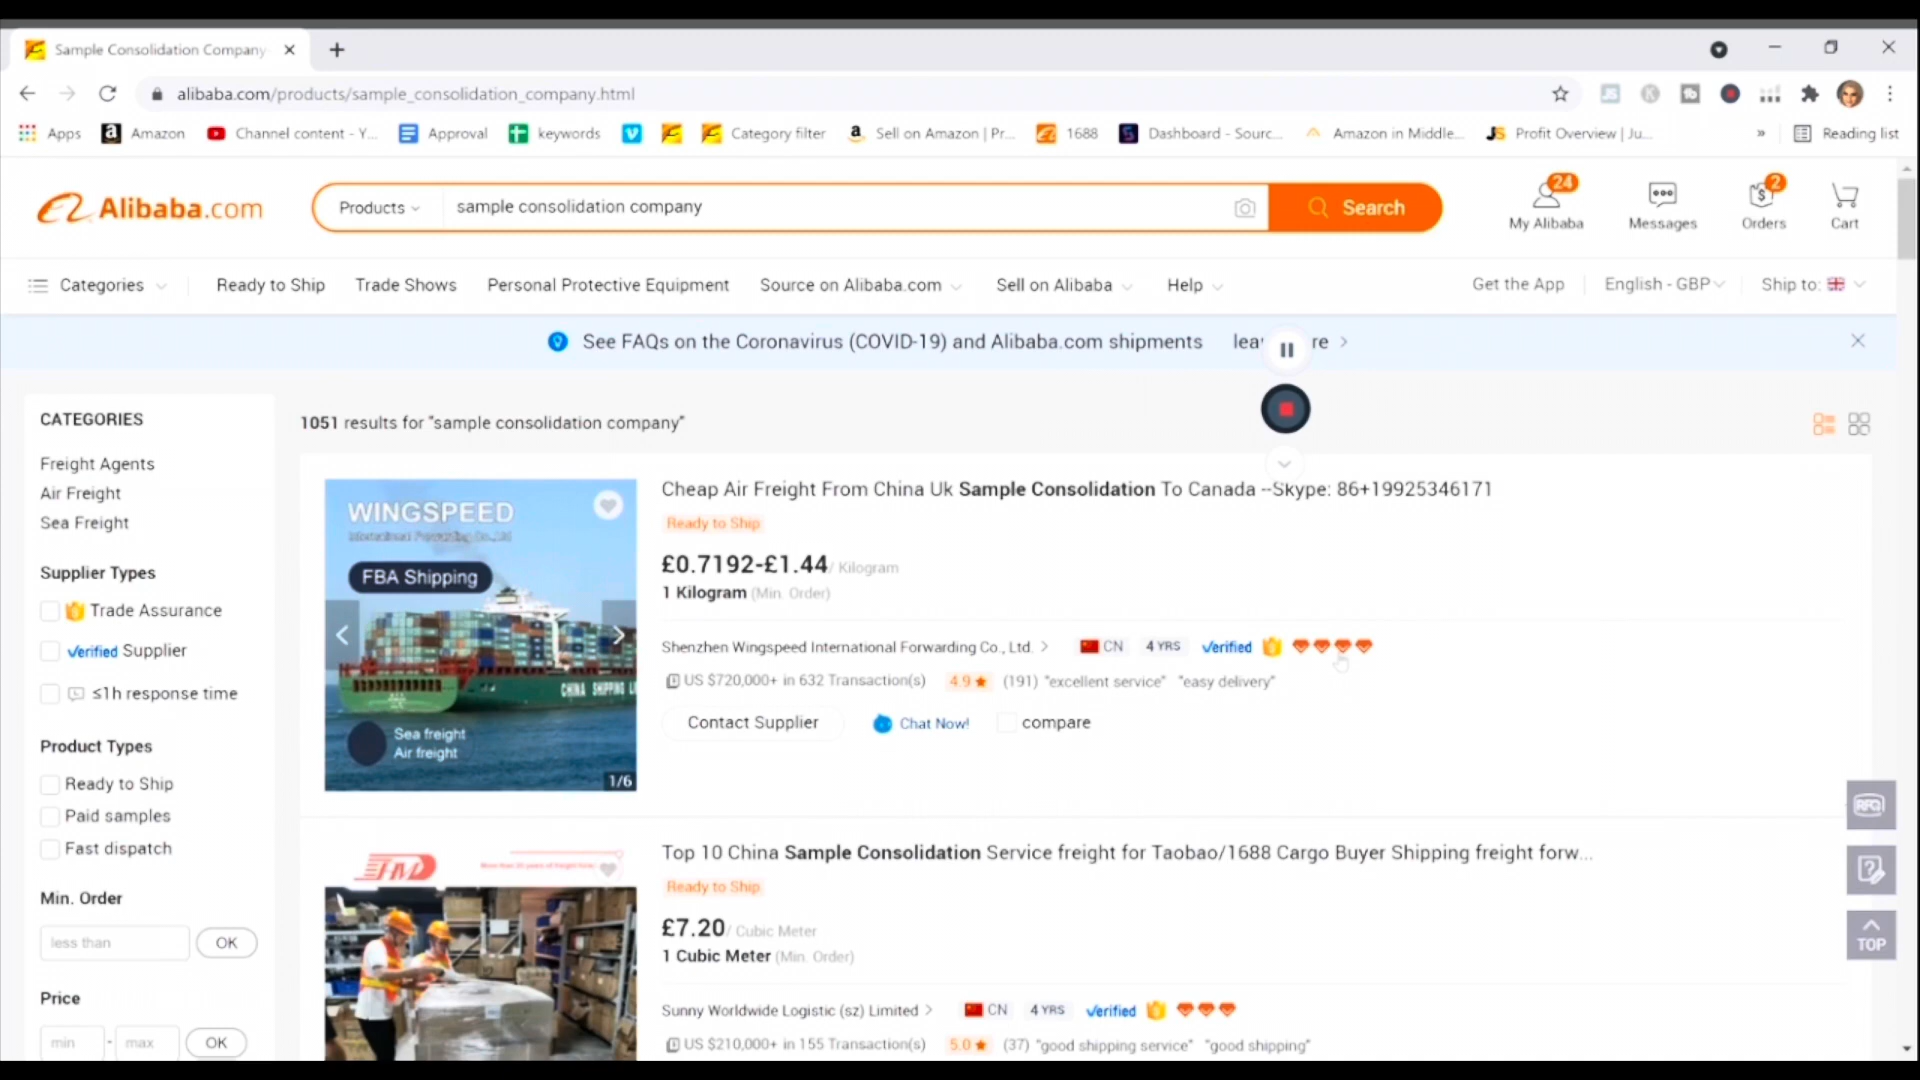 Sample Consolidation Company
alibaba.com/products/sample_consolidation_company.html
Apps Amazon Channel content - Y... Approval keywords Category filter Sell on Amazon | Pr... 1688 Dashboard - Sourc... Amazon in Middle... Profit Overview | Ju... » Reading list
Alibaba.com Products sample consolidation company Search
24 2
My Alibaba Messages Orders Cart
Categories Ready to Ship Trade Shows Personal Protective Equipment Source on Alibaba.com Sell on Alibaba Help Get the App English - GBP Ship to:
See FAQs on the Coronavirus (COVID-19) and Alibaba.com shipments lea re >
CATEGORIES
Freight Agents
Air Freight
Sea Freight
Supplier Types
Trade Assurance
Verified Supplier
≤1h response time
Product Types
Ready to Ship
Paid samples
Fast dispatch
Min. Order
less than OK
Price
min - max OK
1051 results for "sample consolidation company"
WINGSPEED
International Forwarding Co.,Ltd
FBA Shipping
CHINA SHIPPING LI
Sea freight
Air freight
1/6
Cheap Air Freight From China Uk Sample Consolidation To Canada --Skype: 86+19925346171
Ready to Ship
£0.7192-£1.44/ Kilogram
1 Kilogram (Min. Order)
Shenzhen Wingspeed International Forwarding Co., Ltd. > CN 4 YRS Verified
US $720,000+ in 632 Transaction(s) 4.9 (191) "excellent service" "easy delivery"
Contact Supplier Chat Now! compare
Top 10 China Sample Consolidation Service freight for Taobao/1688 Cargo Buyer Shipping freight forw...
Ready to Ship
£7.20/ Cubic Meter
1 Cubic Meter (Min. Order)
Sunny Worldwide Logistic (sz) Limited > CN 4 YRS Verified
US $210,000+ in 155 Transaction(s) 5.0 (37) "good shipping service" "good shipping"
RFQ
TOP